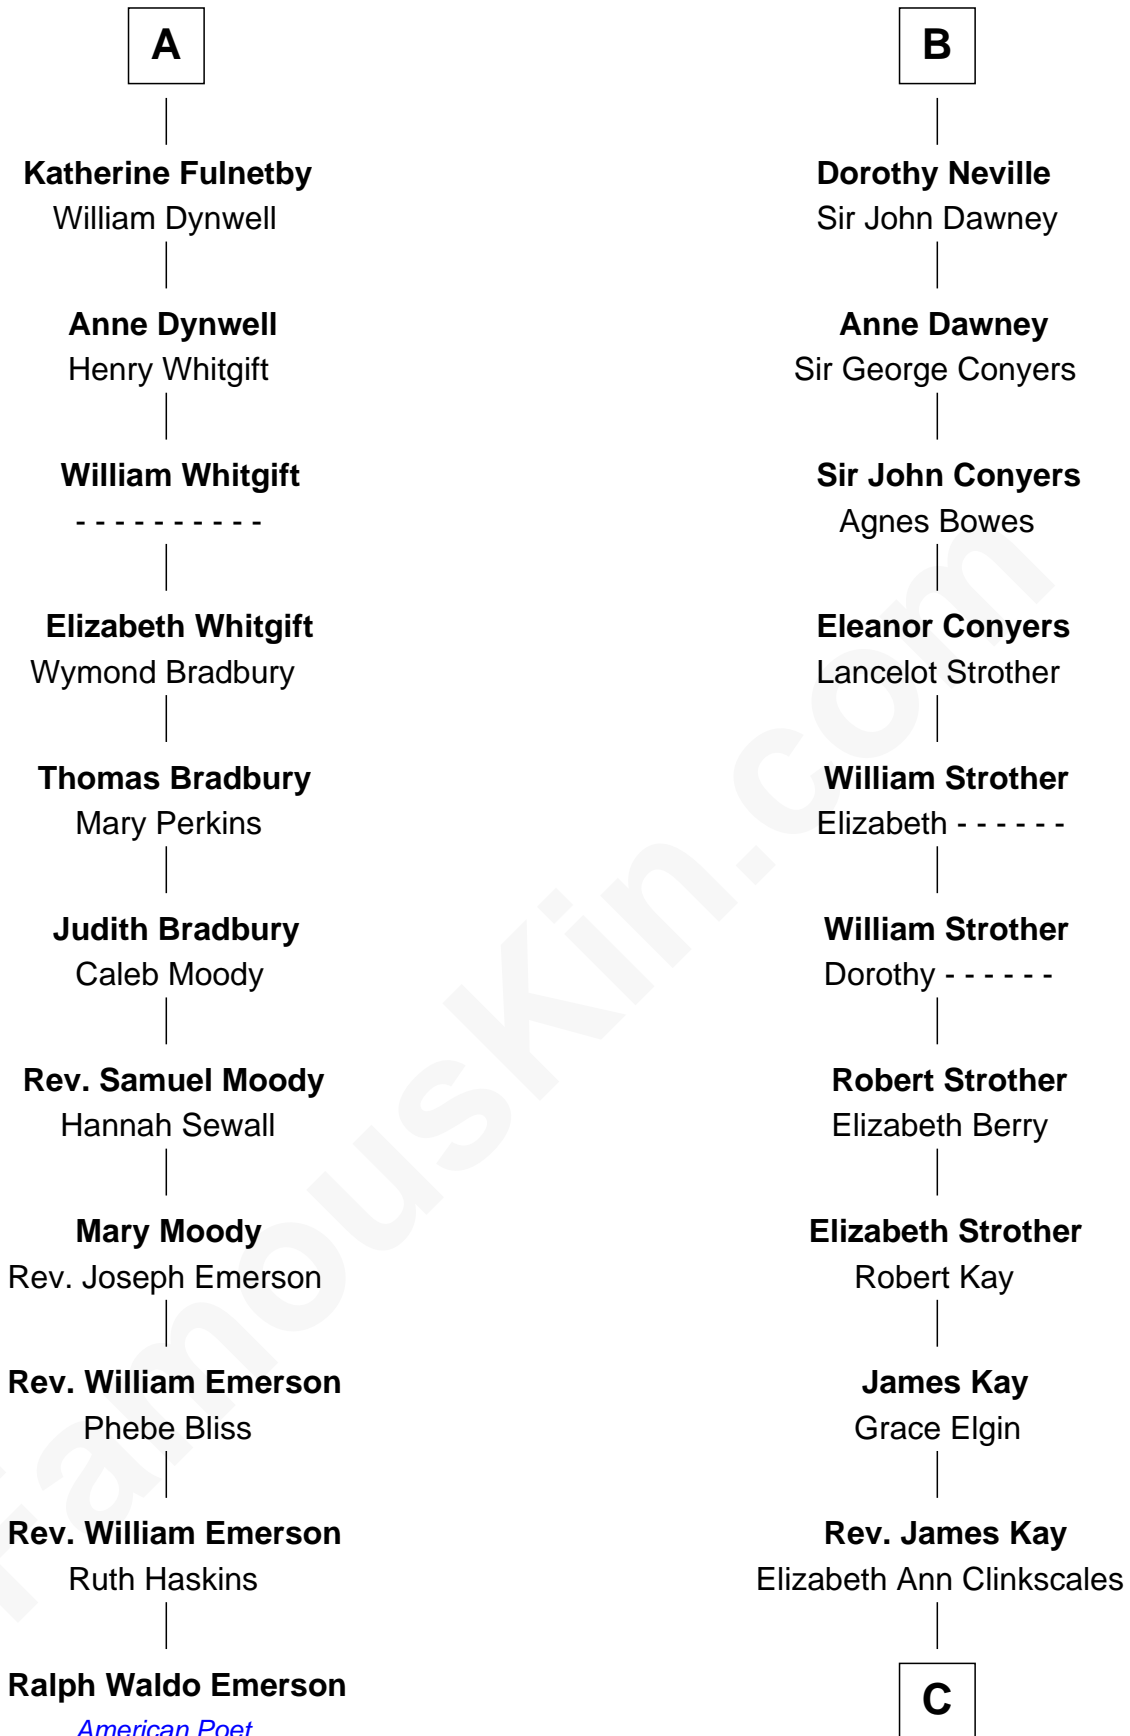 A
Katherine Fulnetby
William Dynwell
Anne Dynwell
Henry Whitgift
William Whitgift
- - - - - - - - - -
Elizabeth Whitgift
Wymond Bradbury
Thomas Bradbury
Mary Perkins
Judith Bradbury
Caleb Moody
Rev. Samuel Moody
Hannah Sewall
Mary Moody
Rev. Joseph Emerson
Rev. William Emerson
Phebe Bliss
Rev. William Emerson
Ruth Haskins
Ralph Waldo Emerson
American Poet
B
Dorothy Neville
Sir John Dawney
Anne Dawney
Sir George Conyers
Sir John Conyers
Agnes Bowes
Eleanor Conyers
Lancelot Strother
William Strother
Elizabeth - - - - - -
William Strother
Dorothy - - - - - -
Robert Strother
Elizabeth Berry
Elizabeth Strother
Robert Kay
James Kay
Grace Elgin
Rev. James Kay
Elizabeth Ann Clinkscales
C
FamousKin.com